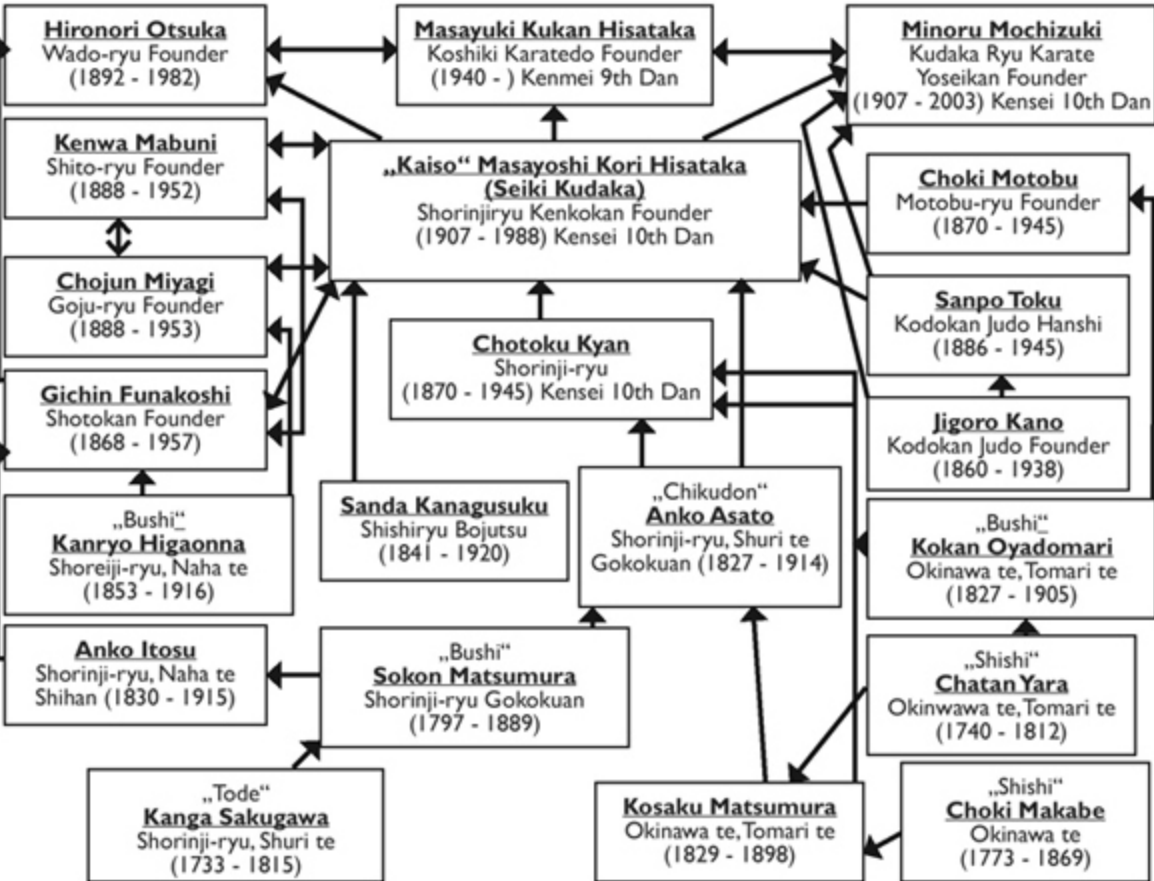 Hironori Otsuka
Wado-ryu Founder
(1892 - 1982)
Masayuki Kukan Hisataka
Koshiki Karatedo Founder
(1940 - ) Kenmei 9th Dan
Minoru Mochizuki
Kudaka Ryu Karate
Yoseikan Founder
(1907 - 2003) Kensei 10th Dan
Kenwa Mabuni
Shito-ryu Founder
(1888 - 1952)
„Kaiso“ Masayoshi Kori Hisataka
(Seiki Kudaka)
Shorinjiryu Kenkokan Founder
(1907 - 1988) Kensei 10th Dan
Choki Motobu
Motobu-ryu Founder
(1870 - 1945)
Chojun Miyagi
Goju-ryu Founder
(1888 - 1953)
Chotoku Kyan
Shorinji-ryu
(1870 - 1945) Kensei 10th Dan
Sanpo Toku
Kodokan Judo Hanshi
(1886 - 1945)
Gichin Funakoshi
Shotokan Founder
(1868 - 1957)
Jigoro Kano
Kodokan Judo Founder
(1860 - 1938)
„Bushi“
Kanryo Higaonna
Shoreiji-ryu, Naha te
(1853 - 1916)
Sanda Kanagusuku
Shishiryu Bojutsu
(1841 - 1920)
„Chikudon“
Anko Asato
Shorinji-ryu, Shuri te
Gokokuan (1827 - 1914)
„Bushi“
Kokan Oyadomari
Okinawa te, Tomari te
(1827 - 1905)
Anko Itosu
Shorinji-ryu, Naha te
Shihan (1830 - 1915)
„Bushi“
Sokon Matsumura
Shorinji-ryu Gokokuan
(1797 - 1889)
„Shishi“
Chatan Yara
Okinwawa te, Tomari te
(1740 - 1812)
„Tode“
Kanga Sakugawa
Shorinji-ryu, Shuri te
(1733 - 1815)
Kosaku Matsumura
Okinawa te, Tomari te
(1829 - 1898)
„Shishi“
Choki Makabe
Okinawa te
(1773 - 1869)